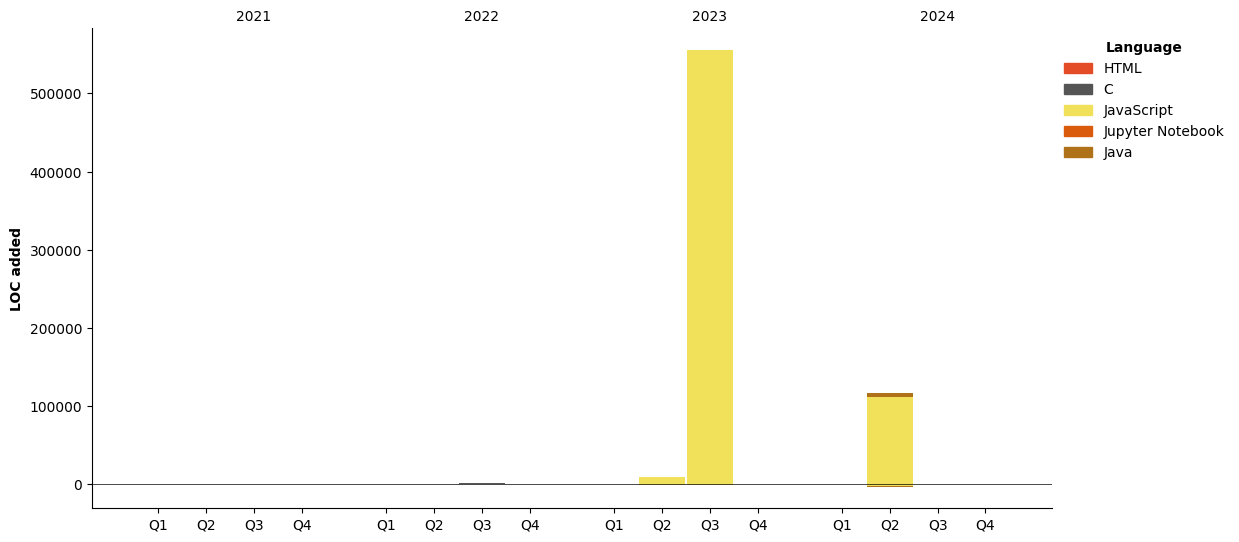 2021 2022 2023 2024
Language
HTML
C
JavaScript
Jupyter Notebook
Java
LOC added
500000
400000
300000
200000
100000
0
Q1 Q2 Q3 Q4 Q1 Q2 Q3 Q4 Q1 Q2 Q3 Q4 Q1 Q2 Q3 Q4